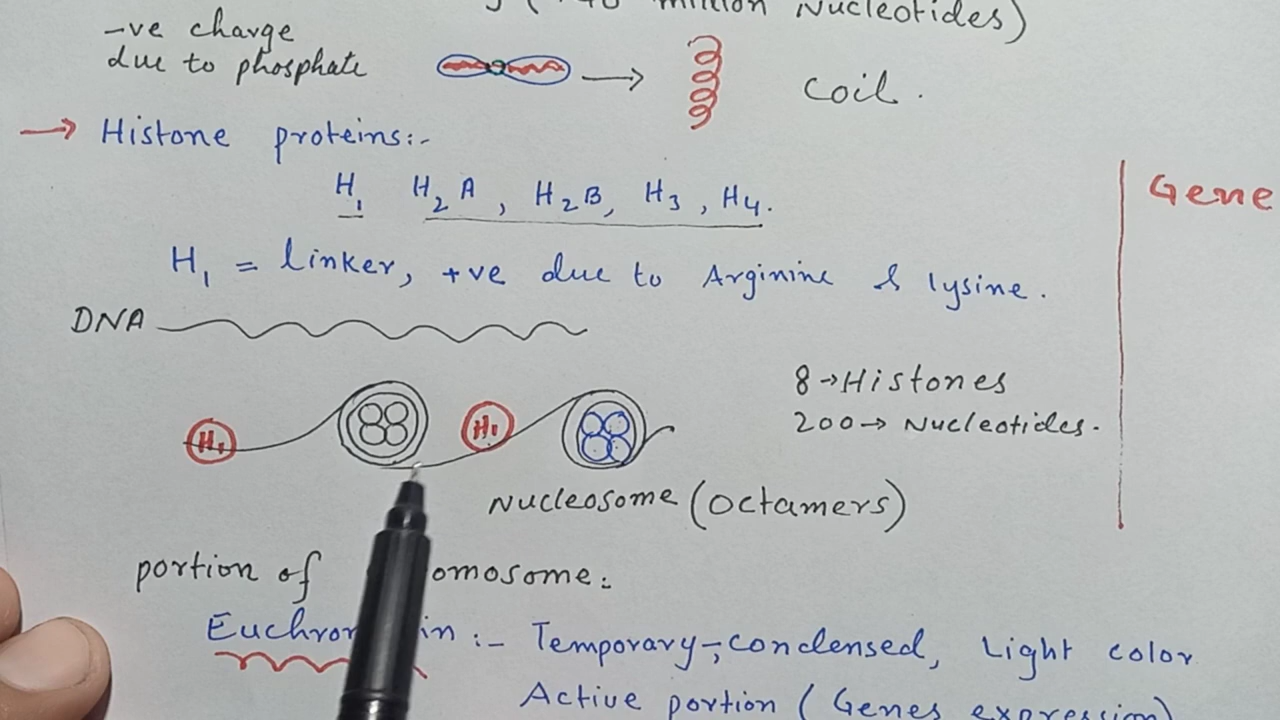 Nucleotides)
-ve charge
due to phosphate
coil.
→ Histone proteins:-
H₁ H₂A, H₂B, H₃, H₄.
Gene
H₁ = linker, +ve due to Arginine & lysine.
DNA
8→Histones
200→ Nucleotides.
H₁ H₁
Nucleosome (Octamers)
portion of omosome:
in :- Temporary-, condensed, Light color
Active portion (Genes expression)